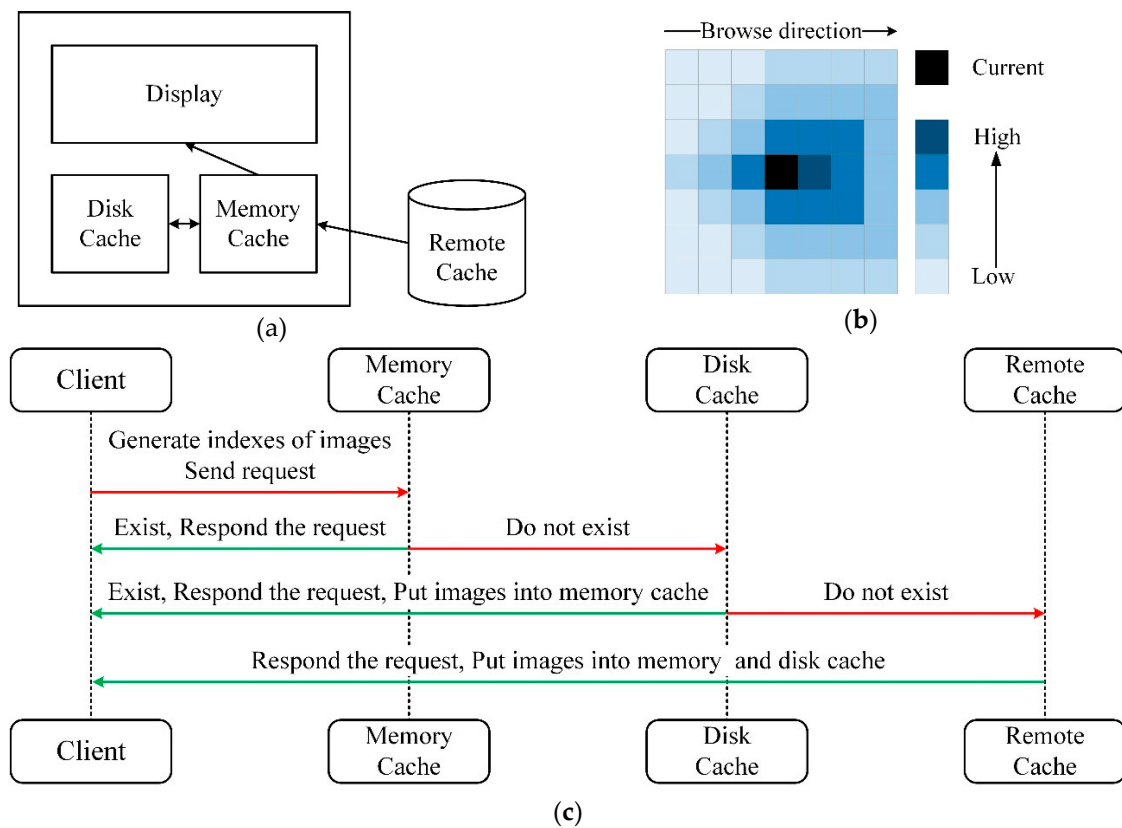 Display
Disk
Cache
Memory
Cache
Remote
Cache
(a)
Browse direction
Current
High
Low
(b)
Client
Memory
Cache
Disk
Cache
Remote
Cache
Generate indexes of images
Send request
Exist, Respond the request
Do not exist
Exist, Respond the request, Put images into memory cache
Do not exist
Respond the request, Put images into memory and disk cache
Client
Memory
Cache
Disk
Cache
Remote
Cache
(c)